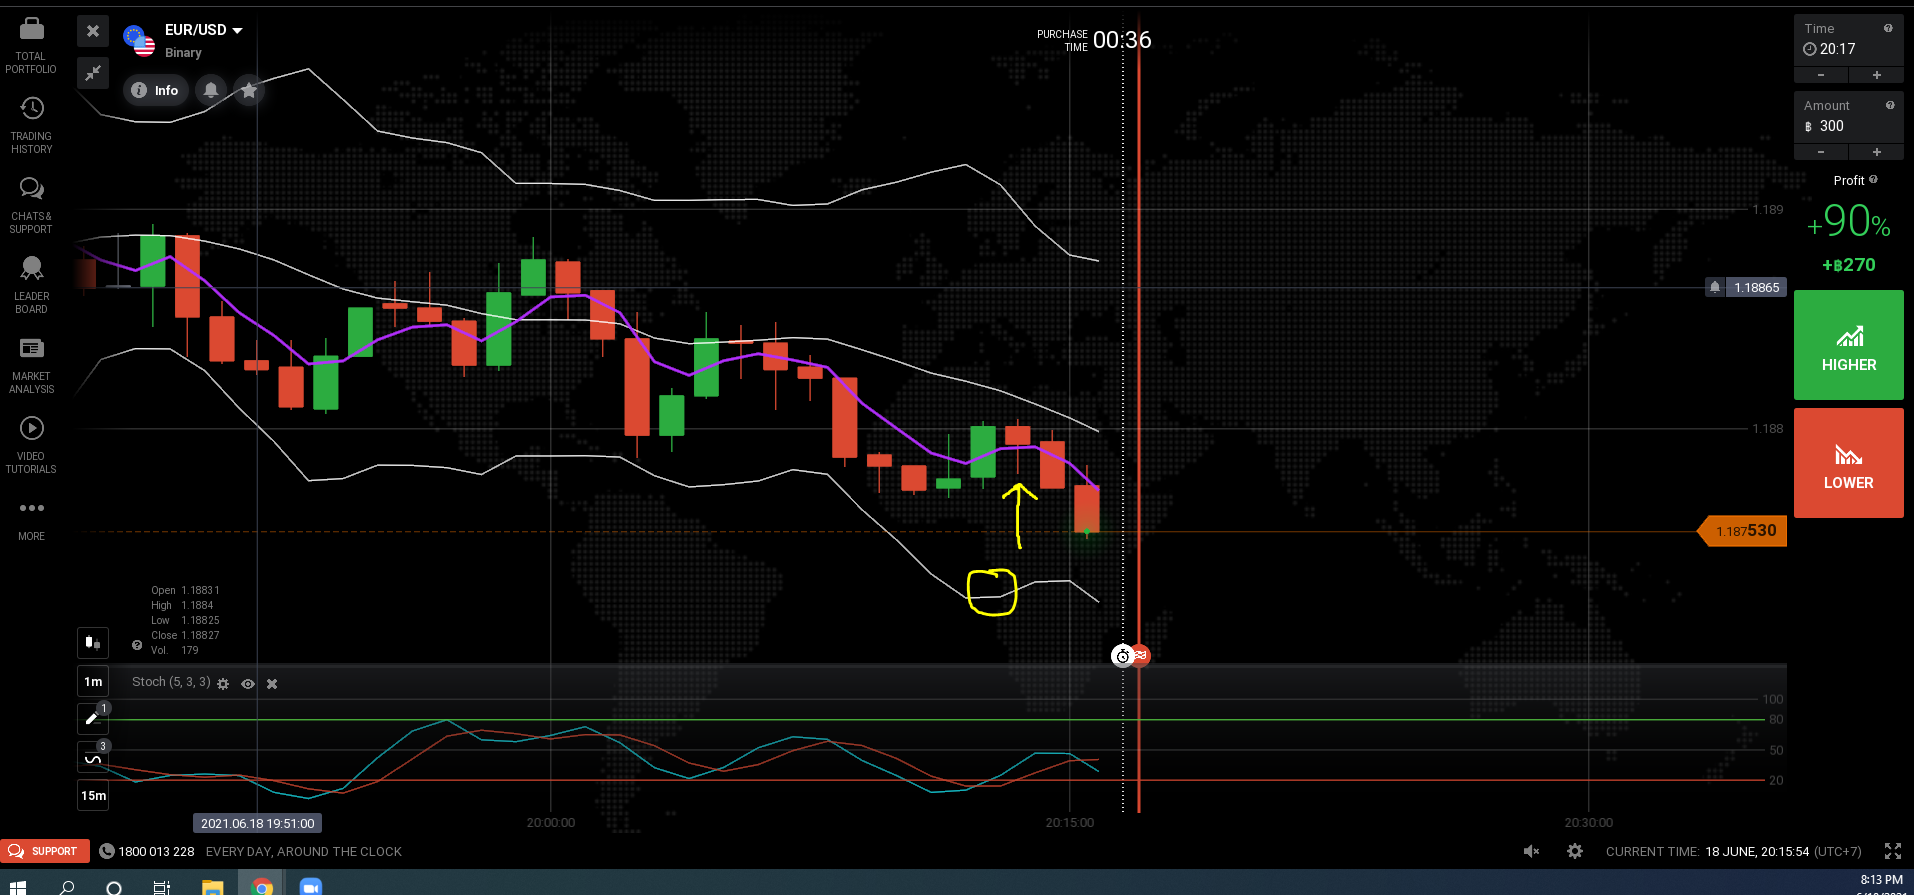 TOTAL
PORTFOLIO
TRADING
HISTORY
CHATS &
SUPPORT
LEADER
BOARD
MARKET
ANALYSIS
VIDEO
TUTORIALS
MORE
EUR/USD
Binary
Info
PURCHASE
TIME
00:36
Time
20:17
Amount
฿ 300
Profit
+90%
+฿270
HIGHER
LOWER
1.189
1.18865
1.188
1.187530
Open 1.18831
High 1.1884
Low 1.18825
Close 1.18827
Vol. 179
1m
Stoch (5, 3, 3)
1
3
15m
100
80
50
20
2021.06.18 19:51:00
20:00:00
20:15:00
20:30:00
SUPPORT
1800 013 228 EVERY DAY, AROUND THE CLOCK
CURRENT TIME: 18 JUNE, 20:15:54 (UTC+7)
8:13 PM